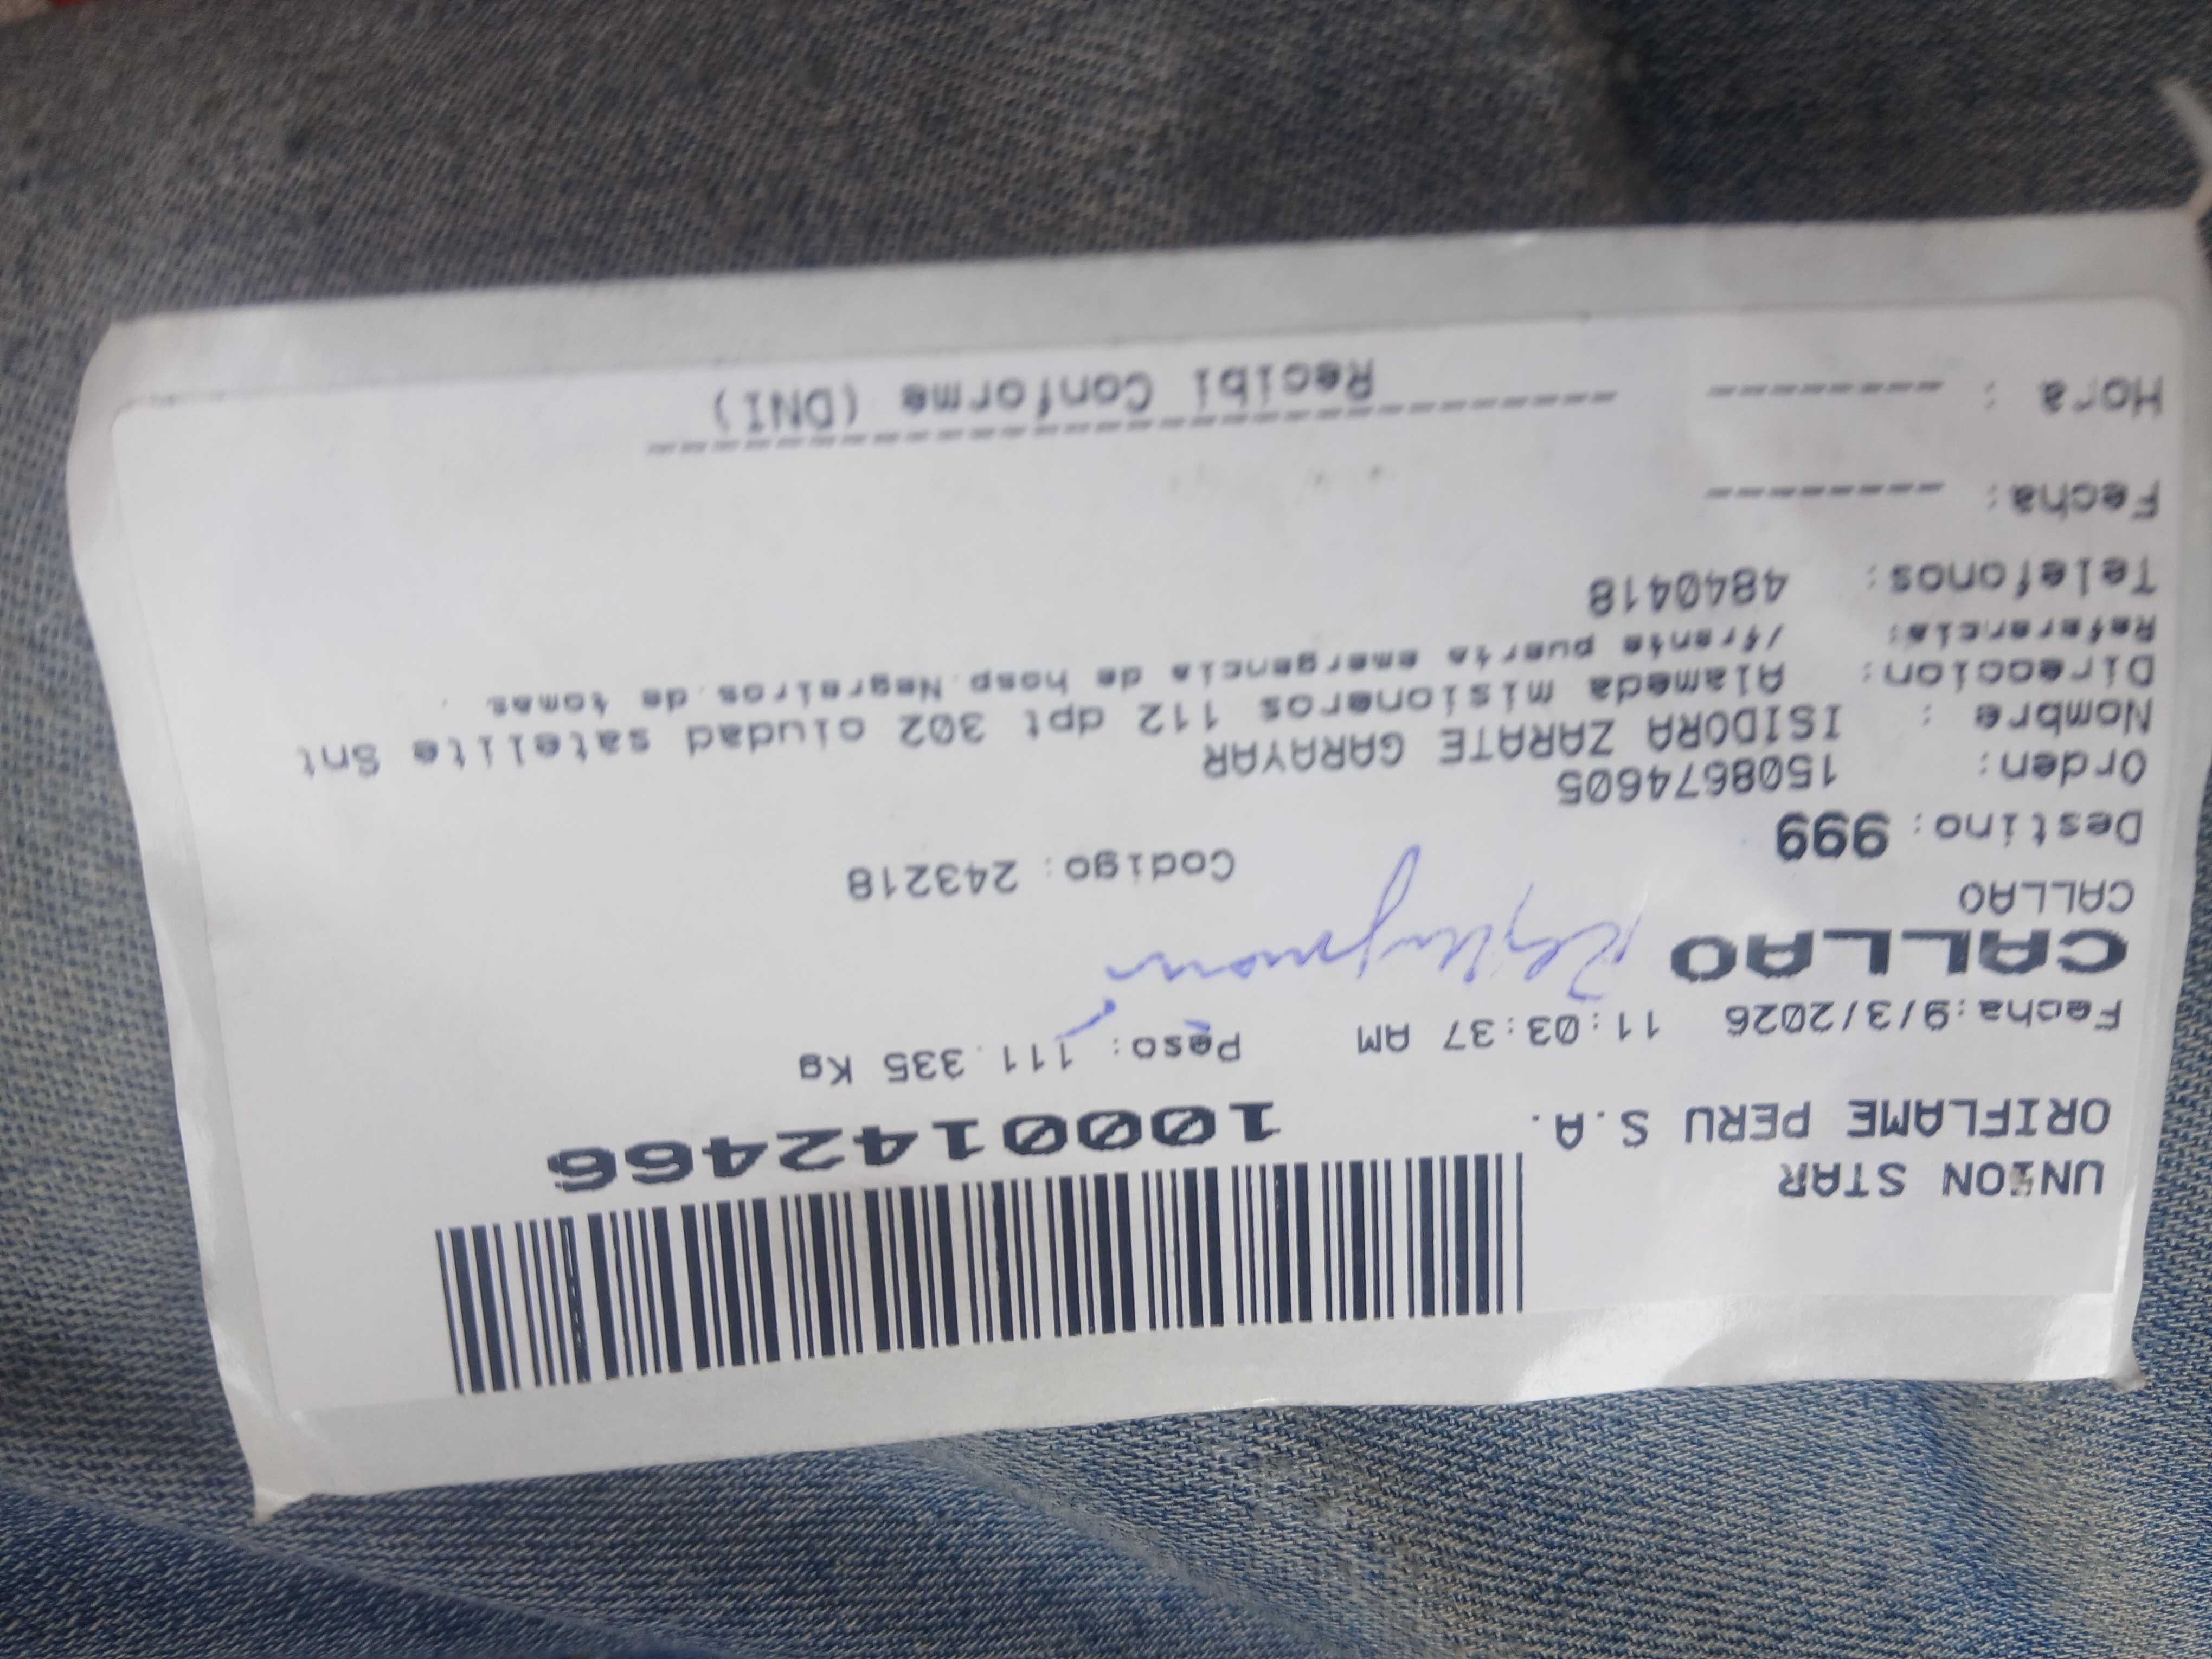 UNION STAR
ORIFLAME PERU S.A.
1000142466
Fecha:9/3/2026 11:03:37 AM Peso: 111.335 Kg
CALLAO
CALLAO
Destino: 999 Codigo: 243218
Orden: 1508674605
Nombre : ISIDORA ZARATE GARAYAR
Direccion: Alameda misioneros 112 dpt 302 ciudad satelite Snt
Referencia: /frente puerta emergencia de hosp.Negreiros.de tomas.
Telefonos: 4840418
Fecha: --------
Hora : --------
Recibi Conforme (DNI)